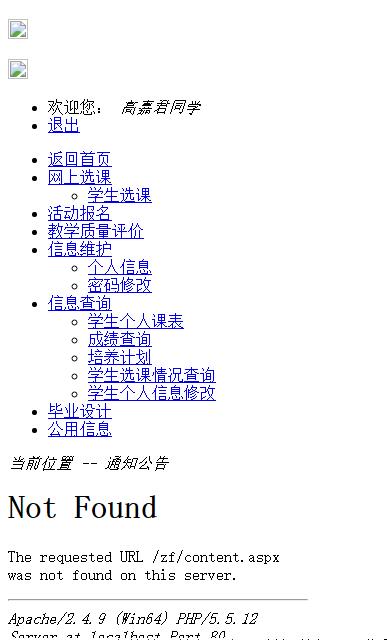 欢迎您： 高嘉君同学
退出
返回首页
网上选课
学生选课
活动报名
教学质量评价
信息维护
个人信息
密码修改
信息查询
学生个人课表
成绩查询
培养计划
学生选课情况查询
学生个人信息修改
毕业设计
公用信息
当前位置 -- 通知公告
Not Found
The requested URL /zf/content.aspx
was not found on this server.
Apache/2.4.9 (Win64) PHP/5.5.12
Server at localhost Port 80